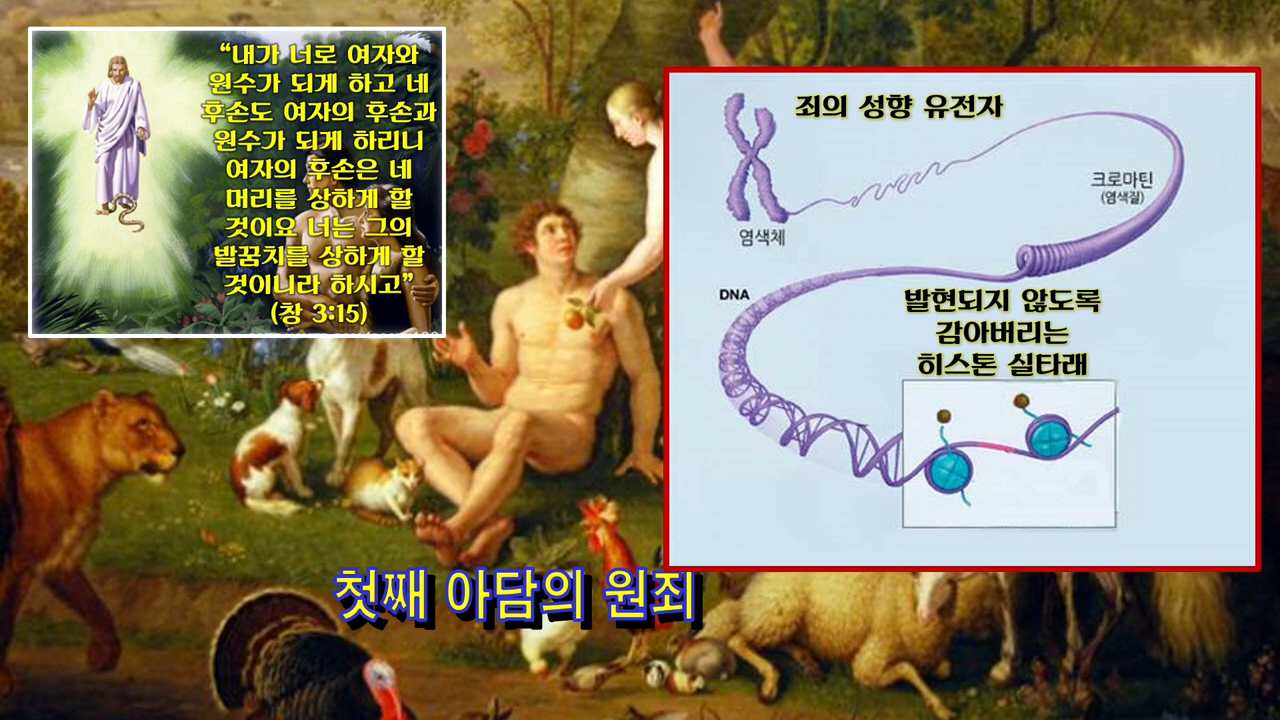 “내가 너로 여자와
원수가 되게 하고 네
후손도 여자의 후손과
원수가 되게 하리니
여자의 후손은 네
머리를 상하게 할
것이요 너는 그의
발꿈치를 상하게 할
것이니라 하시고”
(창 3:15)
죄의 성향 유전자
크로마틴
(염색질)
염색체
DNA
발현되지 않도록
감아버리는
히스톤 실타래
첫째 아담의 원죄